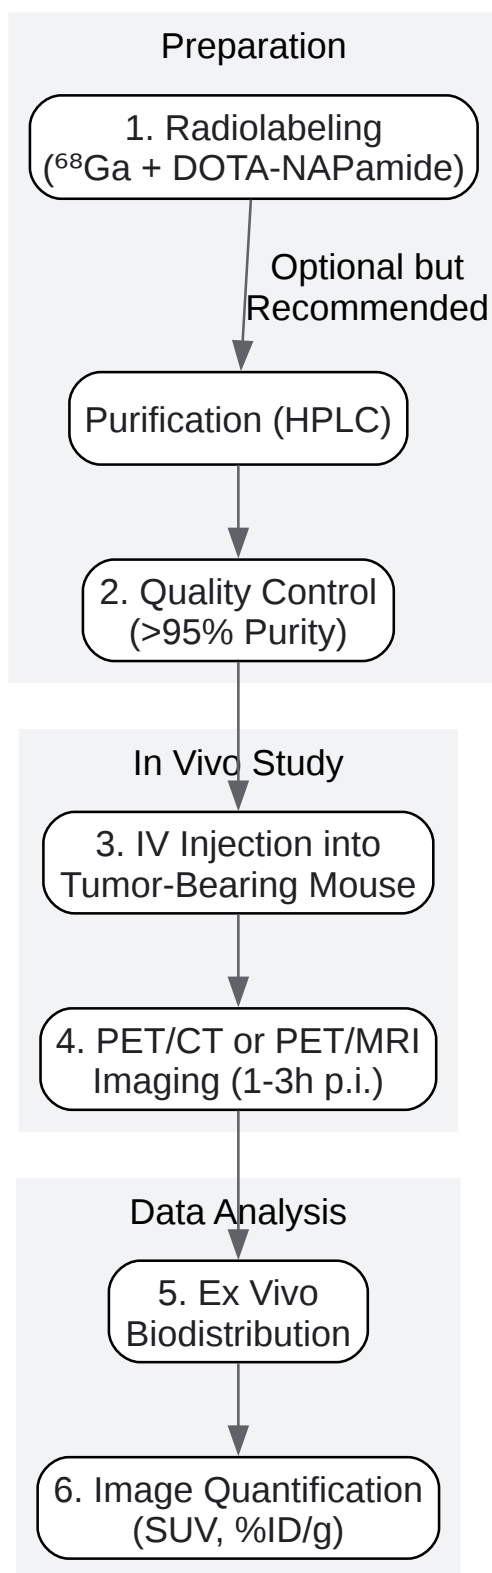 Preparation
1. Radiolabeling
(⁶⁸Ga + DOTA-NAPamide)
Optional but
Recommended
Purification (HPLC)
2. Quality Control
(>95% Purity)
In Vivo Study
3. IV Injection into
Tumor-Bearing Mouse
4. PET/CT or PET/MRI
Imaging (1-3h p.i.)
Data Analysis
5. Ex Vivo
Biodistribution
6. Image Quantification
(SUV, %ID/g)